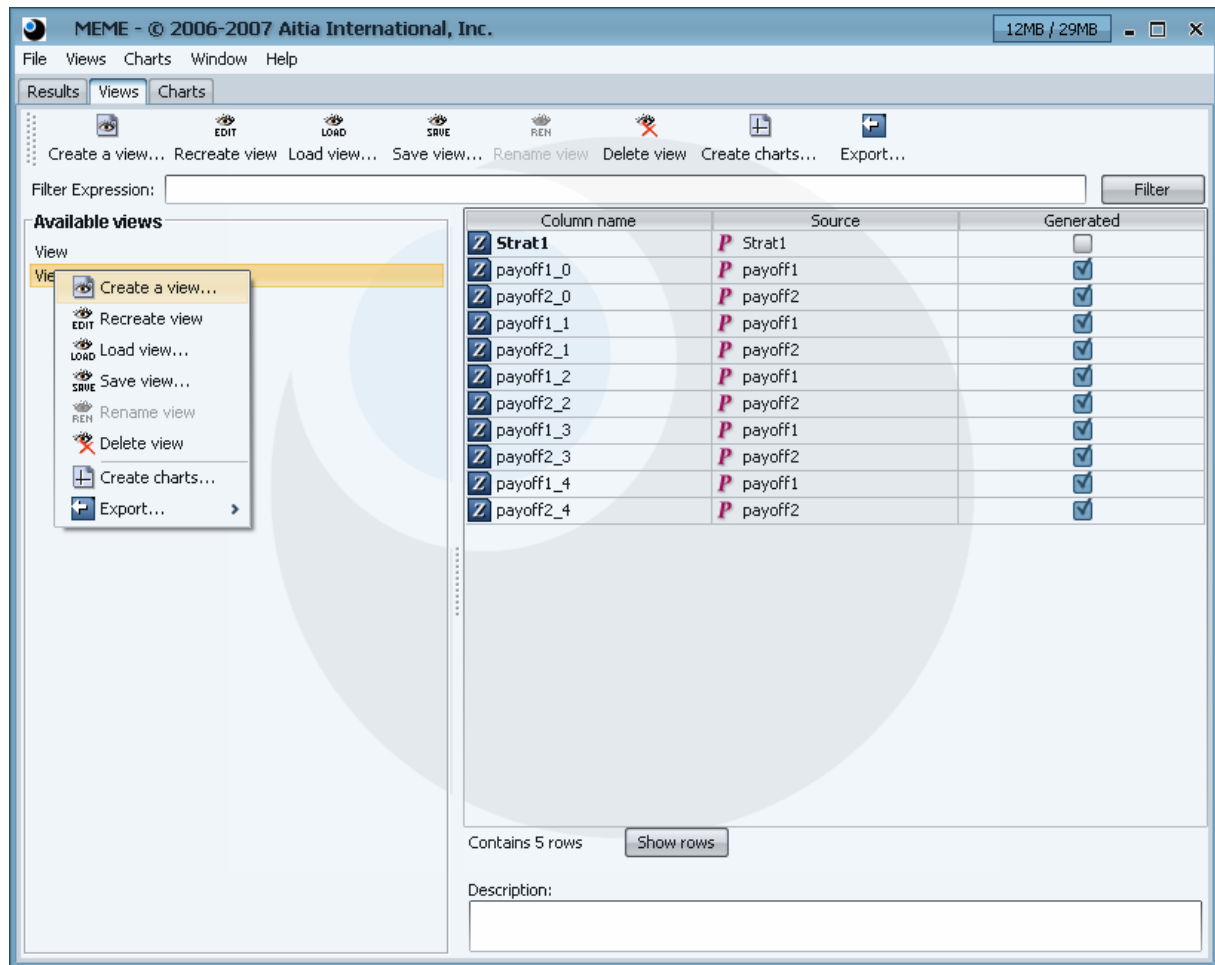 MEME - © 2006-2007 Aitia International, Inc. 12MB / 29MB
File Views Charts Window Help
Results Views Charts
EDIT LOAD SAVE REN
Create a view... Recreate view Load view... Save view... Rename view Delete view Create charts... Export...
Filter Expression: Filter
Available views
View
Vie
Create a view...
EDIT Recreate view
LOAD Load view...
SAVE Save view...
REN Rename view
Delete view
Create charts...
Export...
Column name Source Generated
Z Strat1 P Strat1
Z payoff1_0 P payoff1
Z payoff2_0 P payoff2
Z payoff1_1 P payoff1
Z payoff2_1 P payoff2
Z payoff1_2 P payoff1
Z payoff2_2 P payoff2
Z payoff1_3 P payoff1
Z payoff2_3 P payoff2
Z payoff1_4 P payoff1
Z payoff2_4 P payoff2
Contains 5 rows Show rows
Description: